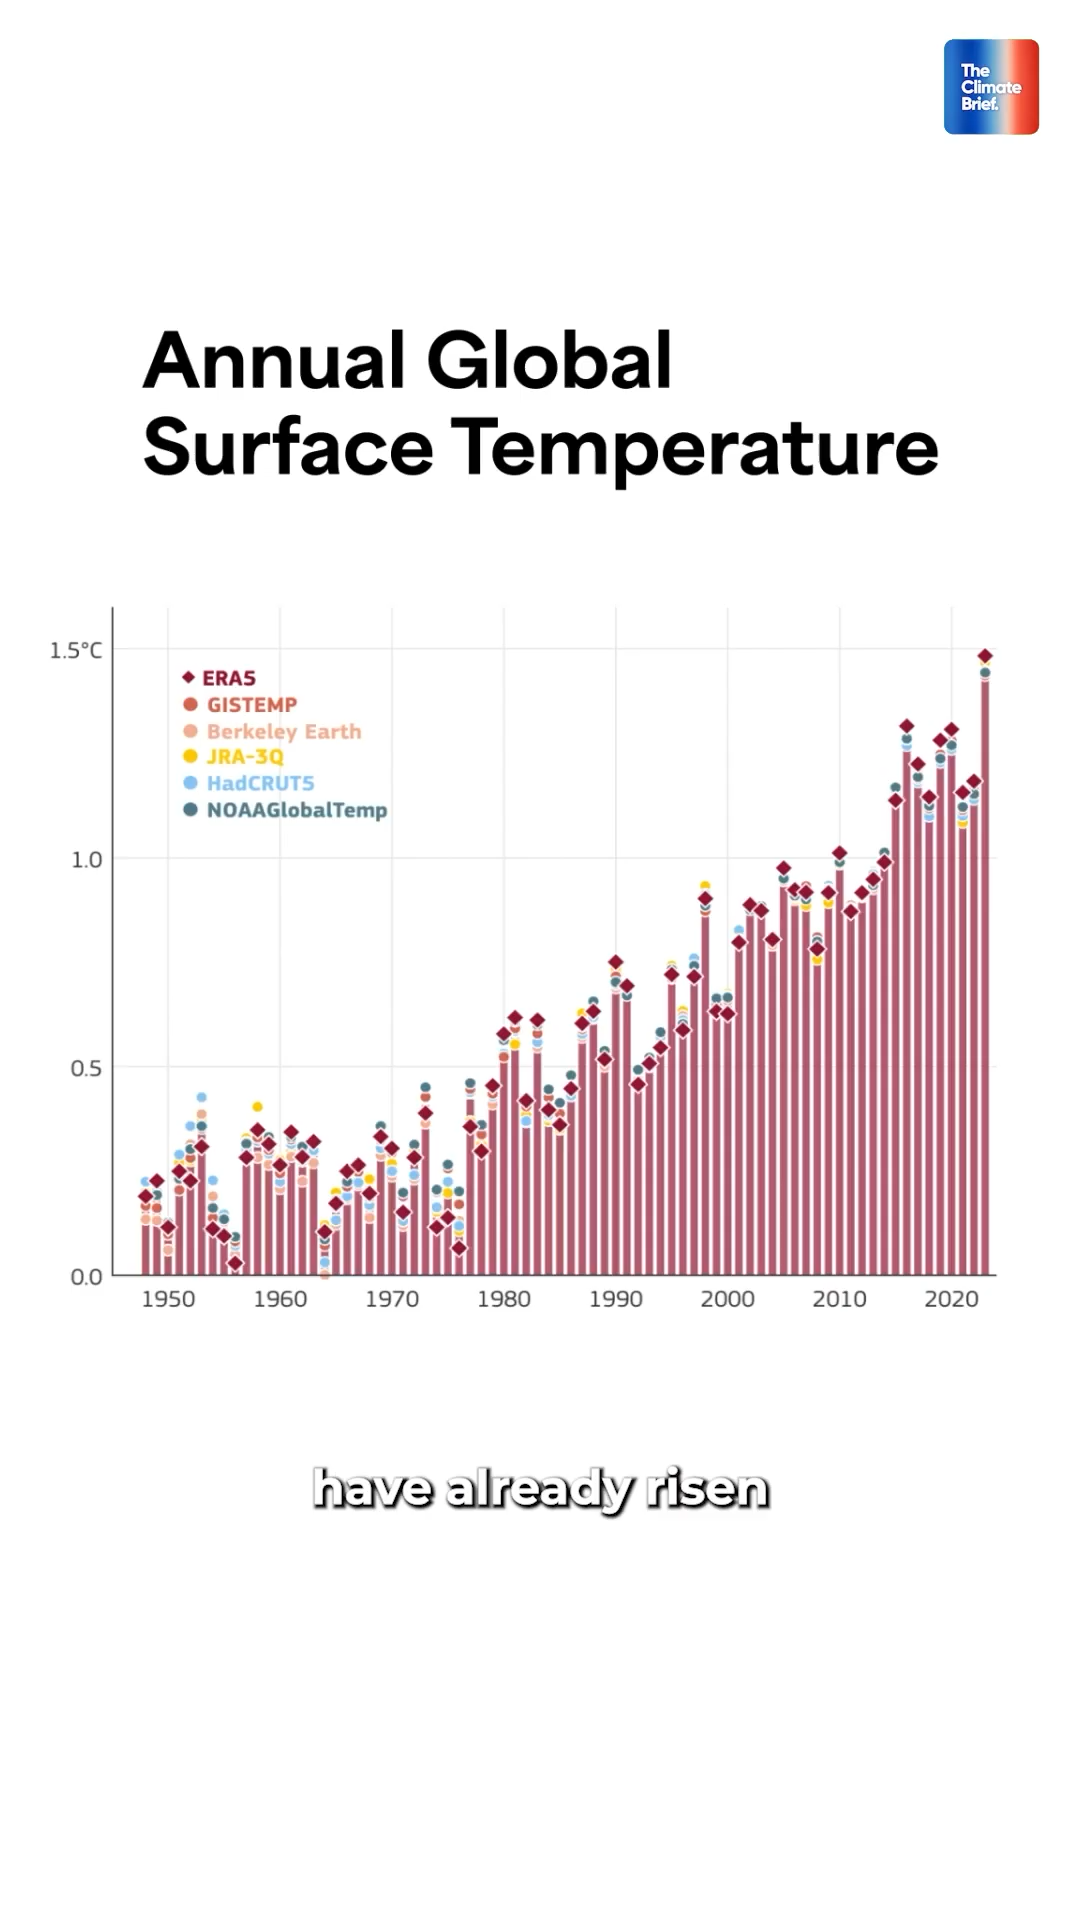 The
Climate
Brief.
Annual Global
Surface Temperature
1.5°C
ERA5
GISTEMP
Berkeley Earth
JRA-3Q
HadCRUT5
NOAAGlobalTemp
1.0
0.5
0.0
1950 1960 1970 1980 1990 2000 2010 2020
have already risen